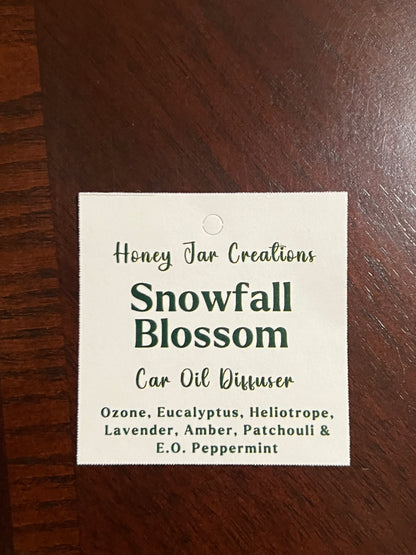 Honey Jar Creations
Snowfall
Blossom
Car Oil Diffuser
Ozone, Eucalyptus, Heliotrope,
Lavender, Amber, Patchouli &
E.O. Peppermint